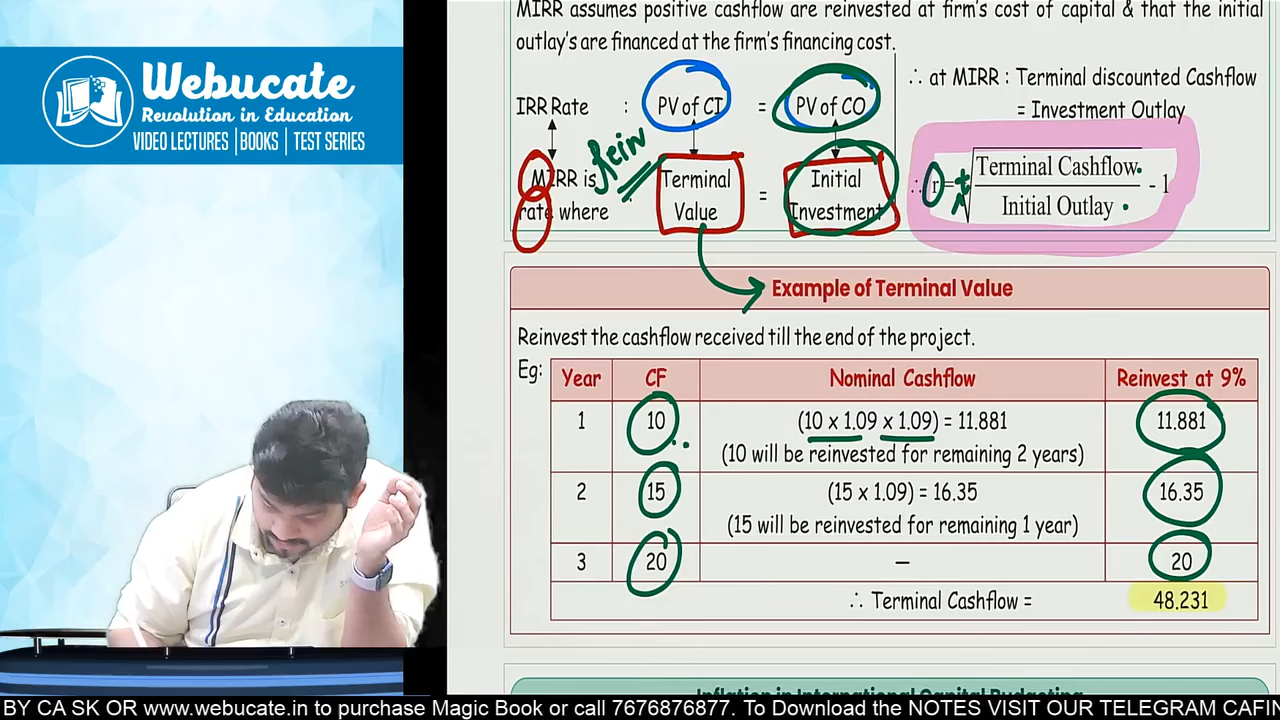 Webucate
Revolution in Education
VIDEO LECTURES | BOOKS | TEST SERIES
MIRR assumes positive cashflow are reinvested at firm's cost of capital & that the initial
outlay's are financed at the firm's financing cost.
IRR Rate : PV of CI = PV of CO
rein
MIRR is Terminal = Initial
rate where Value Investment
∴ at MIRR : Terminal discounted Cashflow
= Investment Outlay
∴ r = t√ Terminal Cashflow - 1
Initial Outlay
Example of Terminal Value
Reinvest the cashflow received till the end of the project.
Eg: Year CF Nominal Cashflow Reinvest at 9%
1 10 (10 x 1.09 x 1.09) = 11.881 11.881
(10 will be reinvested for remaining 2 years)
2 15 (15 x 1.09) = 16.35 16.35
(15 will be reinvested for remaining 1 year)
3 20 – 20
∴ Terminal Cashflow = 48.231
Inflation in International Capital Budgeting
BY CA SK OR www.webucate.in to purchase Magic Book or call 7676876877. To Download the NOTES VISIT OUR TELEGRAM CAFIN